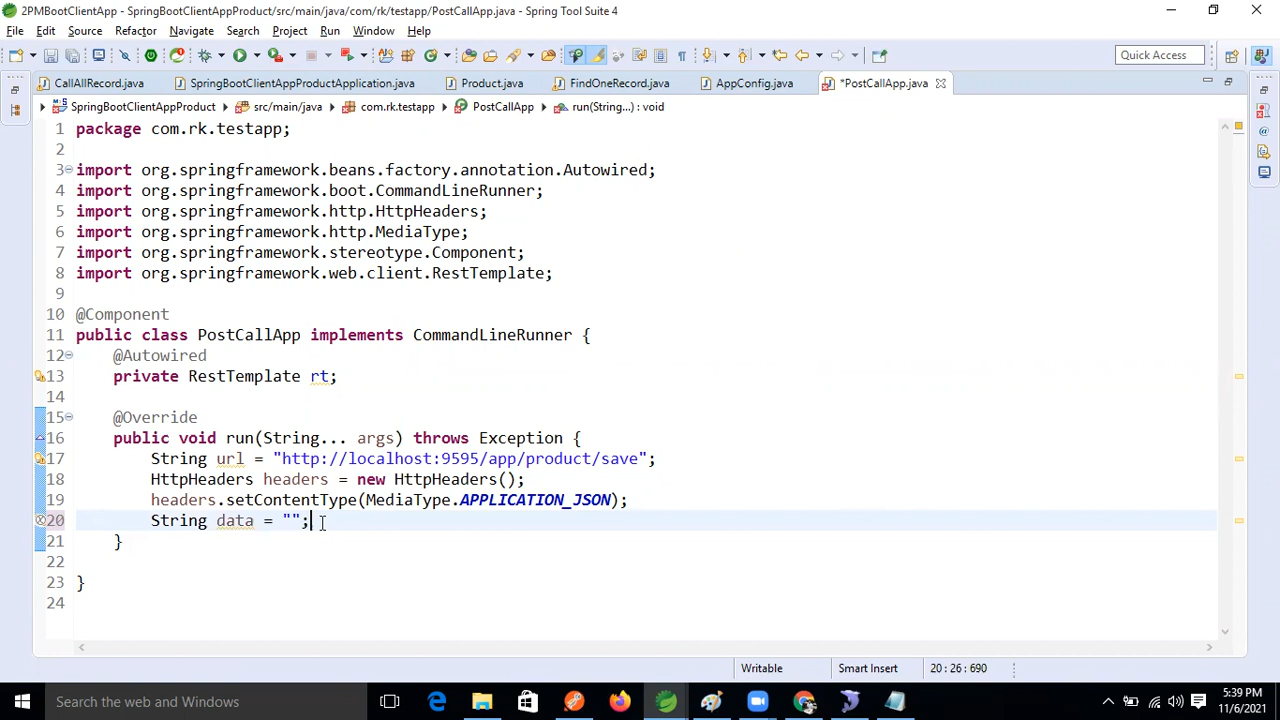 2PMBootClientApp - SpringBootClientAppProduct/src/main/java/com/rk/testapp/PostCallApp.java - Spring Tool Suite 4
File Edit Source Refactor Navigate Search Project Run Window Help
Quick Access
CallAllRecord.java SpringBootClientAppProductApplication.java Product.java FindOneRecord.java AppConfig.java *PostCallApp.java
SpringBootClientAppProduct src/main/java com.rk.testapp PostCallApp run(String...) : void
1 package com.rk.testapp;
2
3 import org.springframework.beans.factory.annotation.Autowired;
4 import org.springframework.boot.CommandLineRunner;
5 import org.springframework.http.HttpHeaders;
6 import org.springframework.http.MediaType;
7 import org.springframework.stereotype.Component;
8 import org.springframework.web.client.RestTemplate;
9
10 @Component
11 public class PostCallApp implements CommandLineRunner {
12 @Autowired
13 private RestTemplate rt;
14
15 @Override
16 public void run(String... args) throws Exception {
17 String url = "http://localhost:9595/app/product/save";
18 HttpHeaders headers = new HttpHeaders();
19 headers.setContentType(MediaType.APPLICATION_JSON);
20 String data = "";
21 }
22
23 }
24
Writable Smart Insert 20 : 26 : 690
Search the web and Windows
5:39 PM
11/6/2021